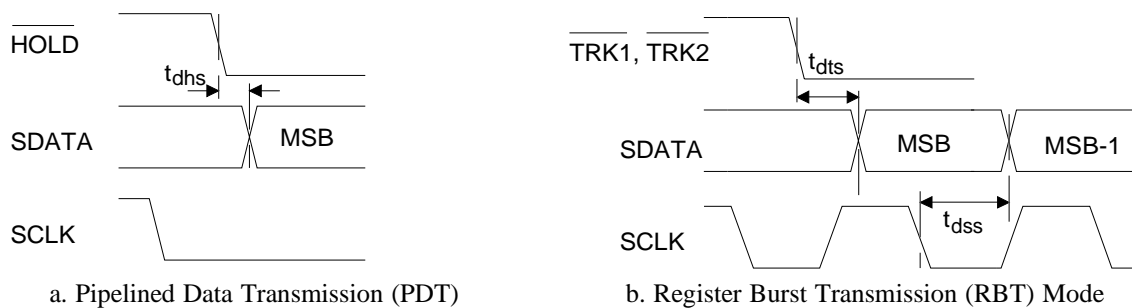 HOLD
t_dhs
SDATA
MSB
SCLK
a. Pipelined Data Transmission (PDT)
TRK1, TRK2
t_dts
SDATA
MSB
MSB-1
t_dss
SCLK
b. Register Burst Transmission (RBT) Mode